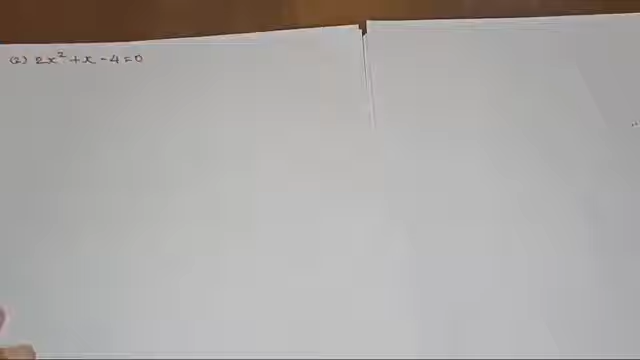 (2) 2x² + x - 4 = 0